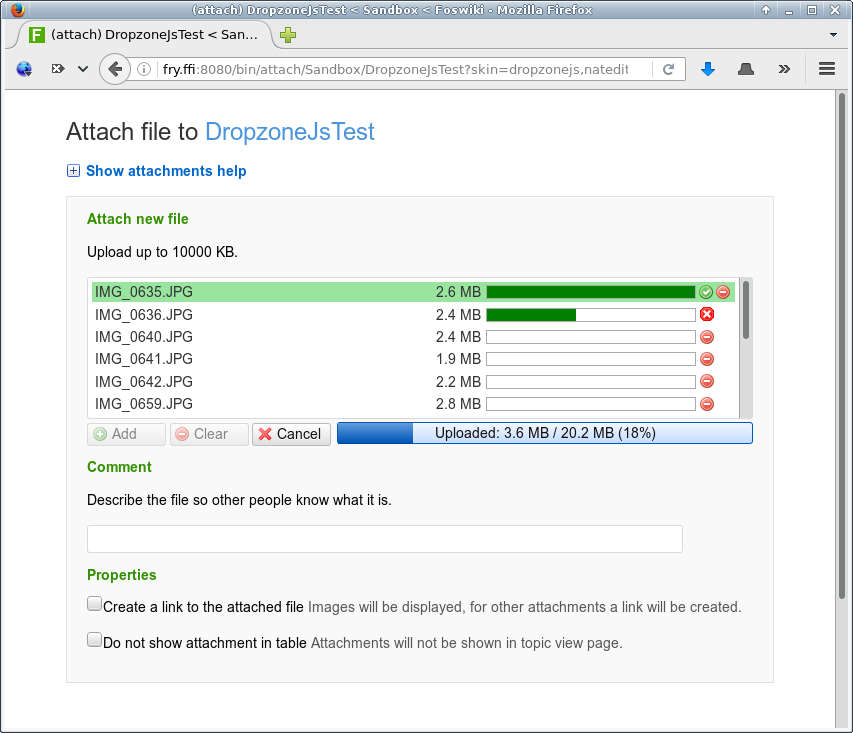 (attach) DropzoneJsTest < Sandbox < Foswiki - Mozilla Firefox
(attach) DropzoneJsTest < San...
fry.ffi:8080/bin/attach/Sandbox/DropzoneJsTest?skin=dropzonejs,natedit
Attach file to DropzoneJsTest
Show attachments help
Attach new file
Upload up to 10000 KB.
IMG_0635.JPG 2.6 MB
IMG_0636.JPG 2.4 MB
IMG_0640.JPG 2.4 MB
IMG_0641.JPG 1.9 MB
IMG_0642.JPG 2.2 MB
IMG_0659.JPG 2.8 MB
Add Clear Cancel Uploaded: 3.6 MB / 20.2 MB (18%)
Comment
Describe the file so other people know what it is.
Properties
Create a link to the attached file Images will be displayed, for other attachments a link will be created.
Do not show attachment in table Attachments will not be shown in topic view page.